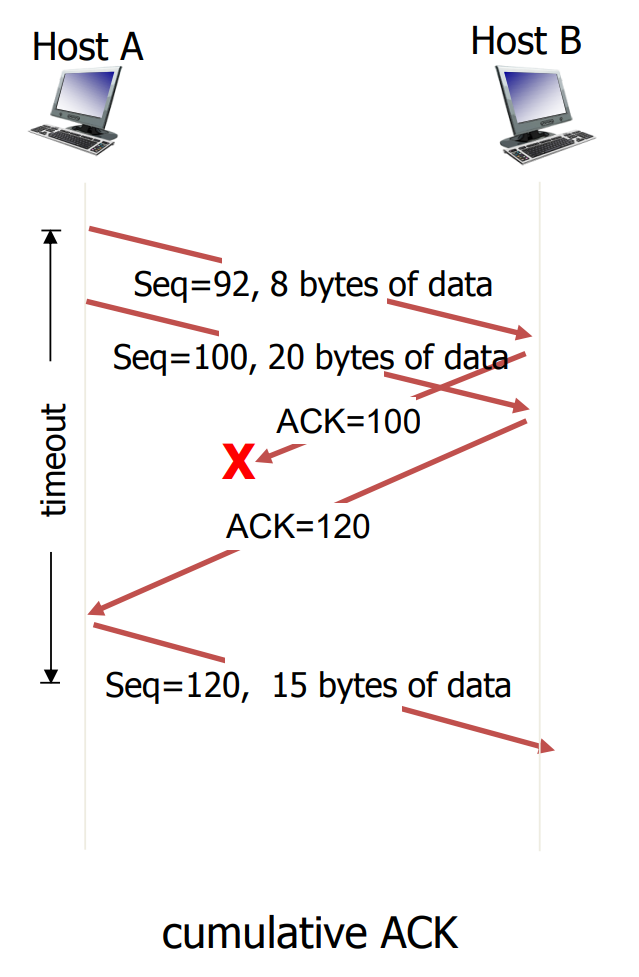 Host A
Host B
Seq=92, 8 bytes of data
Seq=100, 20 bytes of data
ACK=100
X
timeout
ACK=120
Seq=120,  15 bytes of data
cumulative ACK